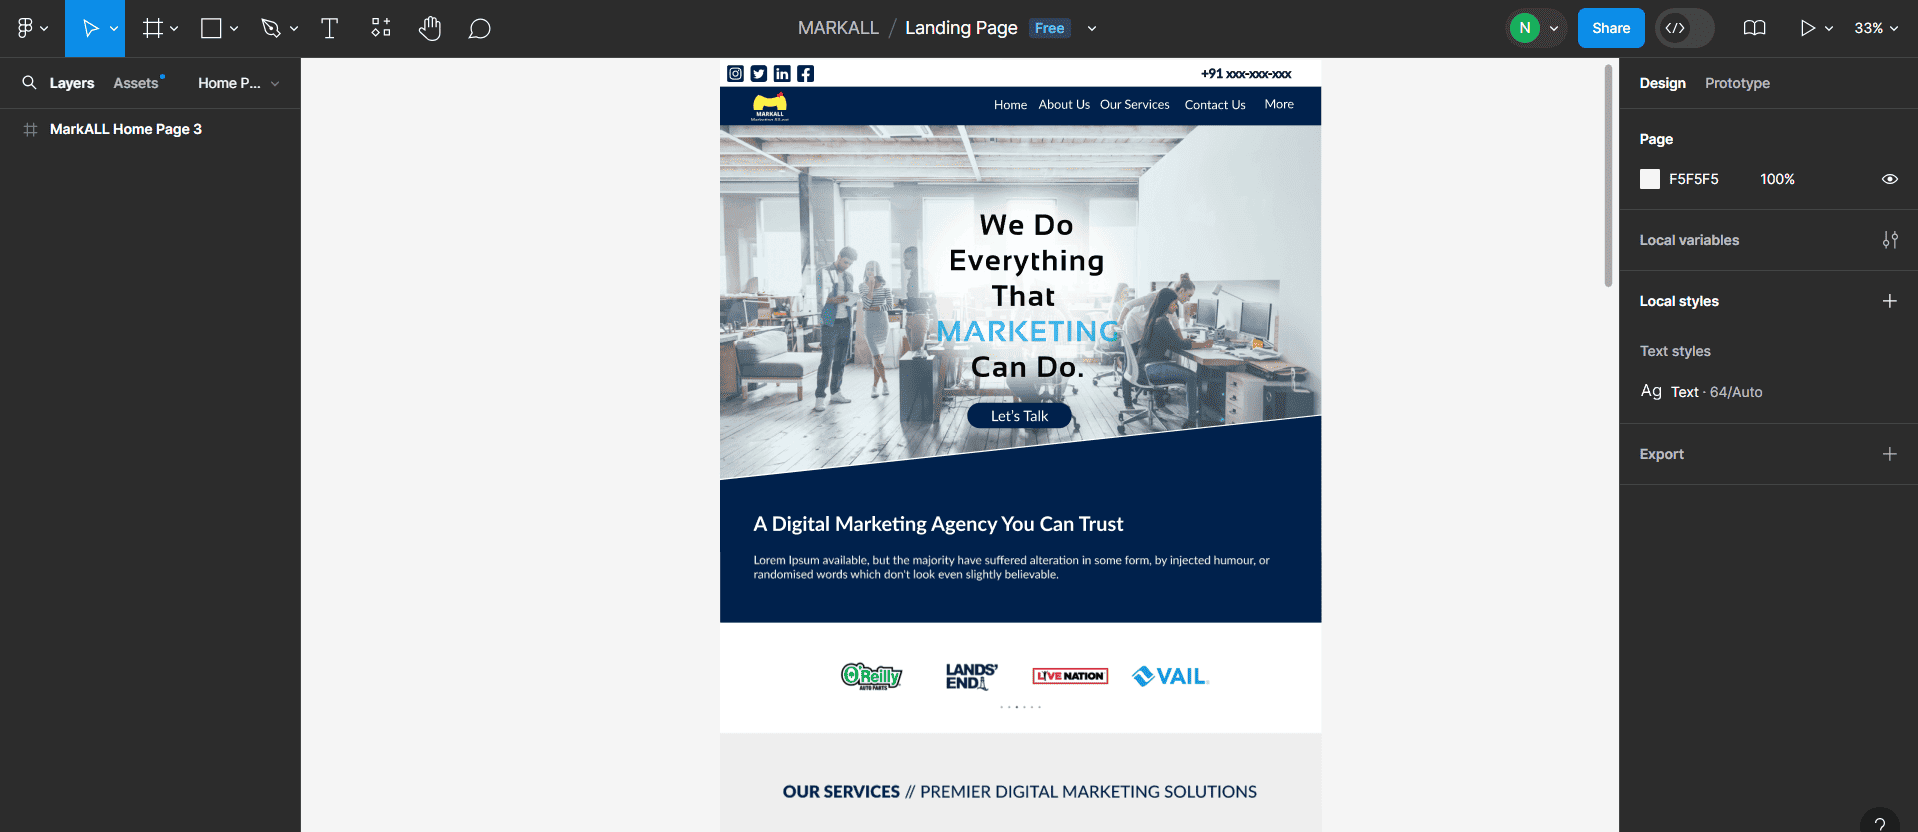 MARKALL / Landing Page Free
N
Share
33%
Layers Assets Home P...
MarkALL Home Page 3
+91 xxx-xxx-xxx
MARKALL
Home About Us Our Services Contact Us More
We Do
Everything
That
MARKETING
Can Do.
Let's Talk
A Digital Marketing Agency You Can Trust
Lorem Ipsum available, but the majority have suffered alteration in some form, by injected humour, or
randomised words which don't look even slightly believable.
O'Reilly
AUTO PARTS
LANDS'
END
LIVE NATION
VAIL
OUR SERVICES // PREMIER DIGITAL MARKETING SOLUTIONS
Design Prototype
Page
F5F5F5 100%
Local variables
Local styles
Text styles
Ag Text · 64/Auto
Export
?